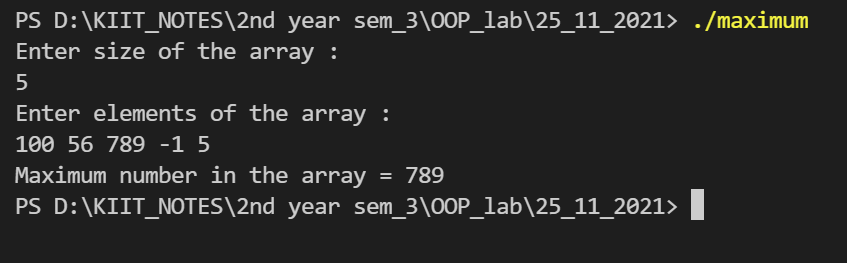 PS D:\KIIT_NOTES\2nd year sem_3\OOP_lab\25_11_2021> ./maximum
Enter size of the array :
5
Enter elements of the array :
100 56 789 -1 5
Maximum number in the array = 789
PS D:\KIIT_NOTES\2nd year sem_3\OOP_lab\25_11_2021>